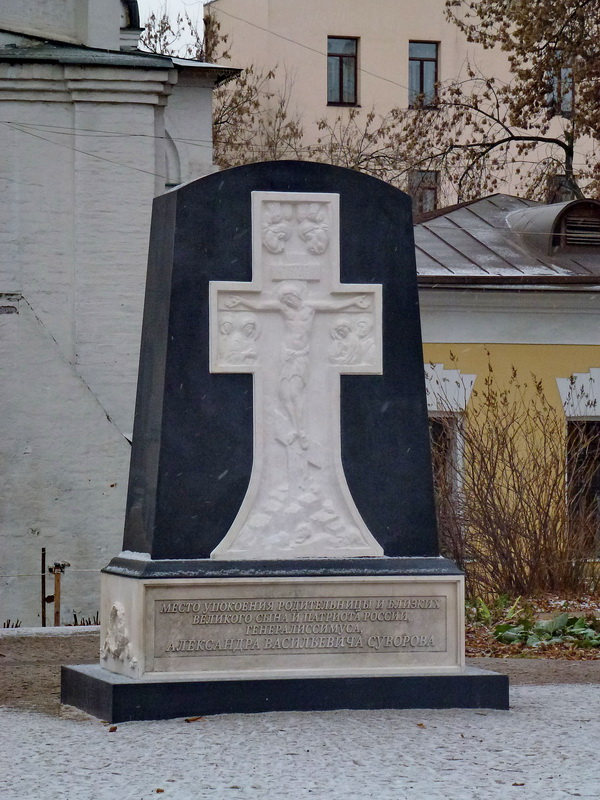 МЕСТО УПОКОЕНИЯ РОДИТЕЛЬНИЦЫ И БЛИЗКИХ
ВЕЛИКОГО СЫНА И ПАТРИОТА РОССИИ,
ГЕНЕРАЛИССИМУСА
АЛЕКСАНДРА ВАСИЛЬЕВИЧА СУВОРОВА